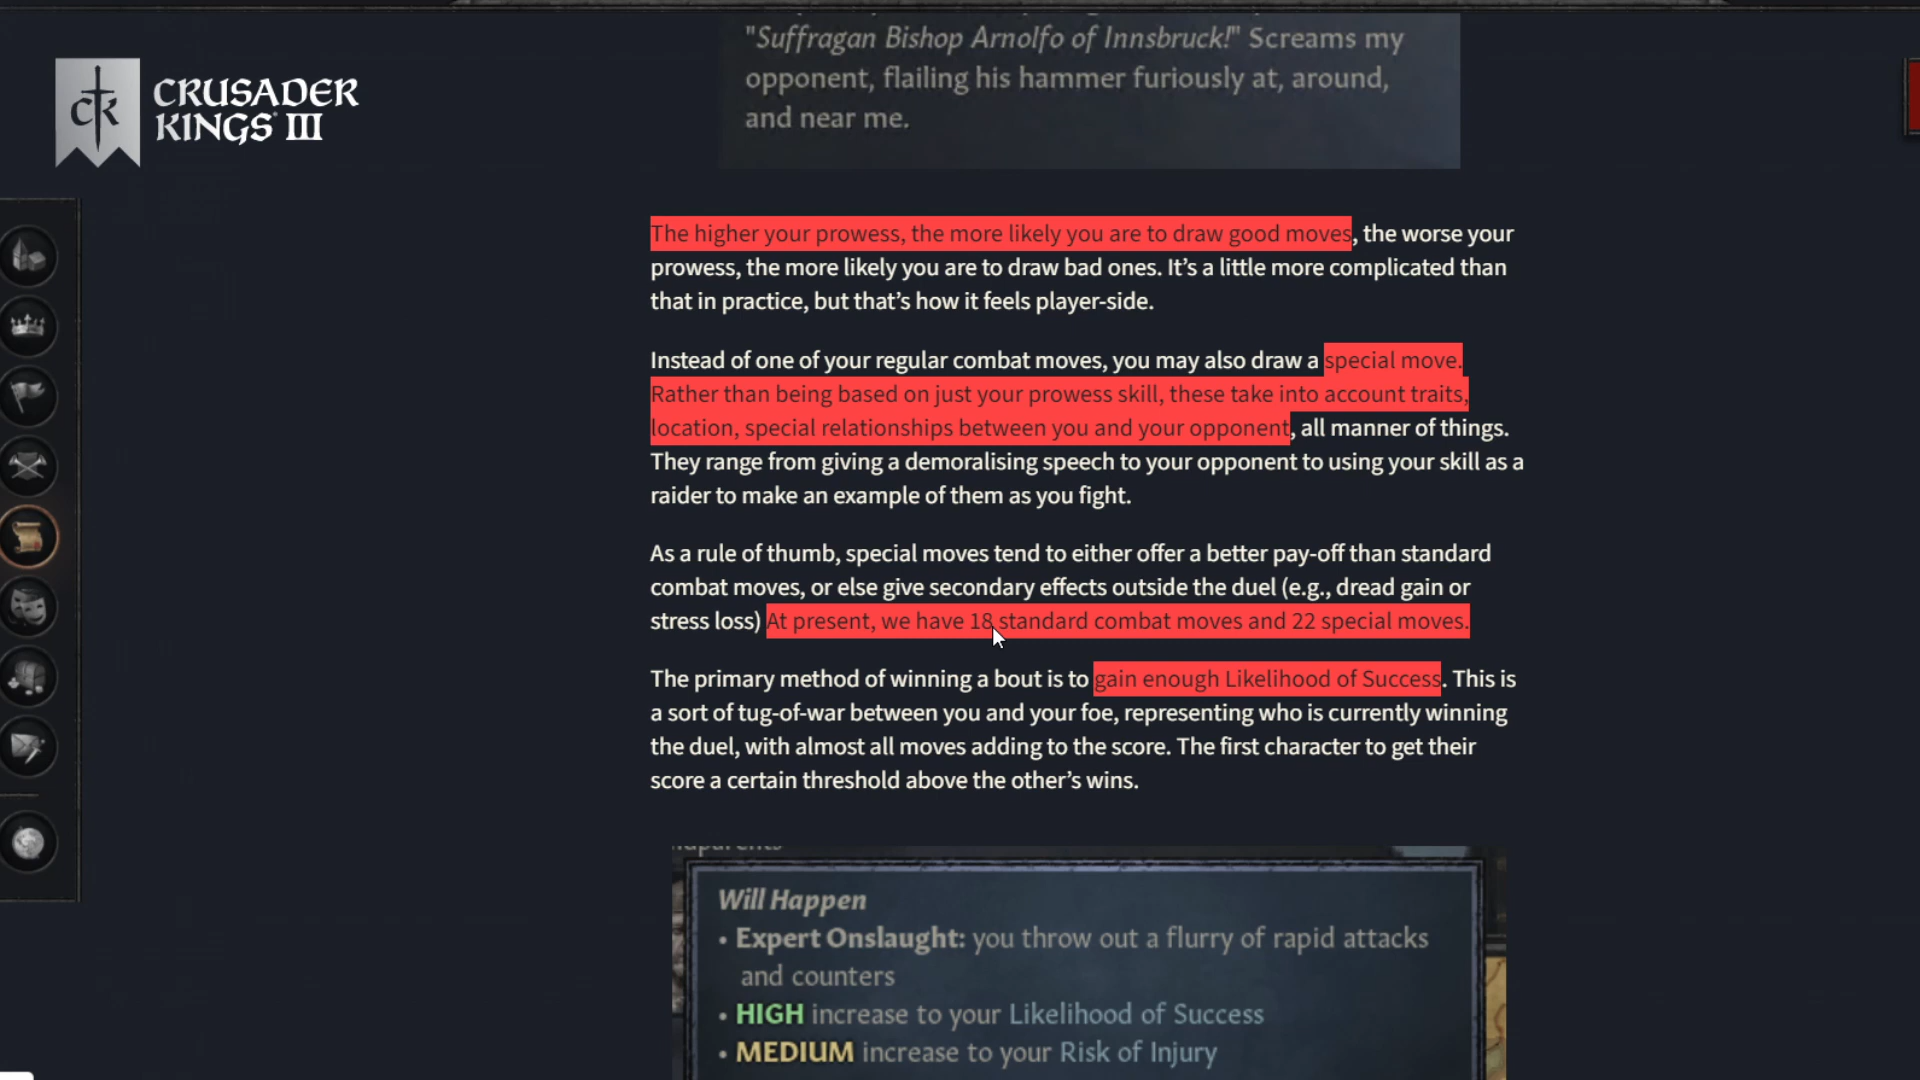 "Suffragan Bishop Arnolfo of Innsbruck!" Screams my
opponent, flailing his hammer furiously at, around,
and near me.
CK
CRUSADER
KINGS III
The higher your prowess, the more likely you are to draw good moves, the worse your
prowess, the more likely you are to draw bad ones. It’s a little more complicated than
that in practice, but that’s how it feels player-side.
Instead of one of your regular combat moves, you may also draw a special move.
Rather than being based on just your prowess skill, these take into account traits,
location, special relationships between you and your opponent, all manner of things.
They range from giving a demoralising speech to your opponent to using your skill as a
raider to make an example of them as you fight.
As a rule of thumb, special moves tend to either offer a better pay-off than standard
combat moves, or else give secondary effects outside the duel (e.g., dread gain or
stress loss) At present, we have 18 standard combat moves and 22 special moves.
The primary method of winning a bout is to gain enough Likelihood of Success. This is
a sort of tug-of-war between you and your foe, representing who is currently winning
the duel, with almost all moves adding to the score. The first character to get their
score a certain threshold above the other’s wins.
Will Happen
• Expert Onslaught: you throw out a flurry of rapid attacks
and counters
• HIGH increase to your Likelihood of Success
• MEDIUM increase to your Risk of Injury